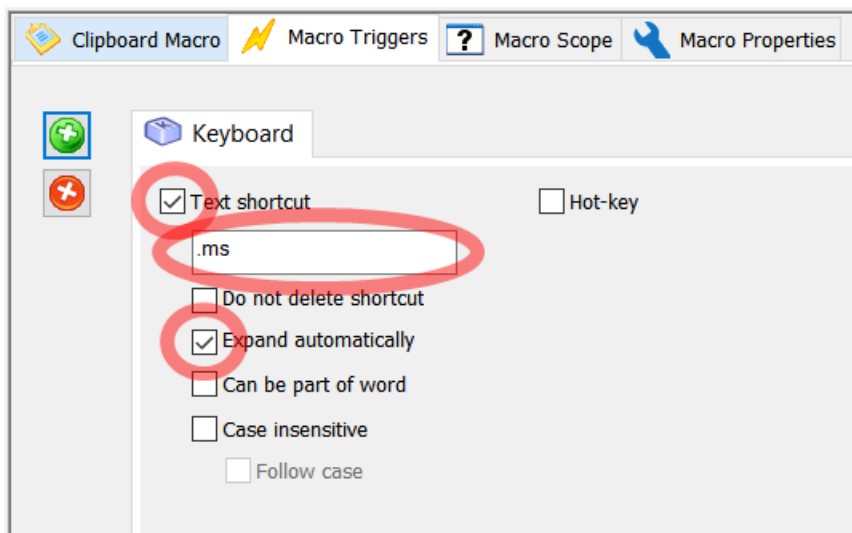 Clipboard Macro Macro Triggers ? Macro Scope Macro Properties
Keyboard
Text shortcut Hot-key
.ms
Do not delete shortcut
Expand automatically
Can be part of word
Case insensitive
Follow case